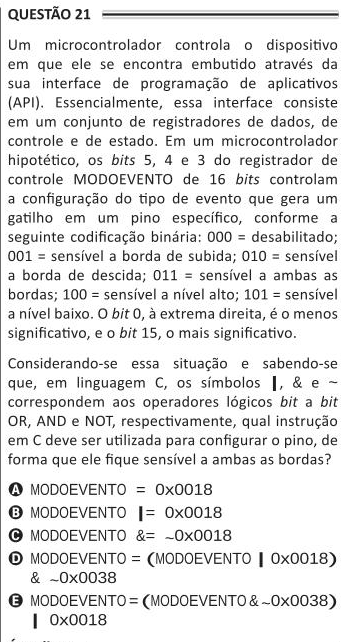 QUESTÃO 21
Um microcontrolador controla o dispositivo
em que ele se encontra embutido através da
sua interface de programação de aplicativos
(API). Essencialmente, essa interface consiste
em um conjunto de registradores de dados, de
controle e de estado. Em um microcontrolador
hipotético, os bits 5, 4 e 3 do registrador de
controle MODOEVENTO de 16 bits controlam
a configuração do tipo de evento que gera um
gatilho em um pino específico, conforme a
seguinte codificação binária: 000 = desabilitado;
001 = sensível a borda de subida; 010 = sensível
a borda de descida; 011 = sensível a ambas as
bordas; 100 = sensível a nível alto; 101 = sensível
a nível baixo. O bit 0, à extrema direita, é o menos
significativo, e o bit 15, o mais significativo.
Considerando-se essa situação e sabendo-se
que, em linguagem C, os símbolos |, & e ~
correspondem aos operadores lógicos bit a bit
OR, AND e NOT, respectivamente, qual instrução
em C deve ser utilizada para configurar o pino, de
forma que ele fique sensível a ambas as bordas?
A MODOEVENTO = 0x0018
B MODOEVENTO |= 0x0018
C MODOEVENTO &= ~0x0018
D MODOEVENTO = (MODOEVENTO | 0x0018)
& ~0x0038
E MODOEVENTO = (MODOEVENTO & ~0x0038)
| 0x0018